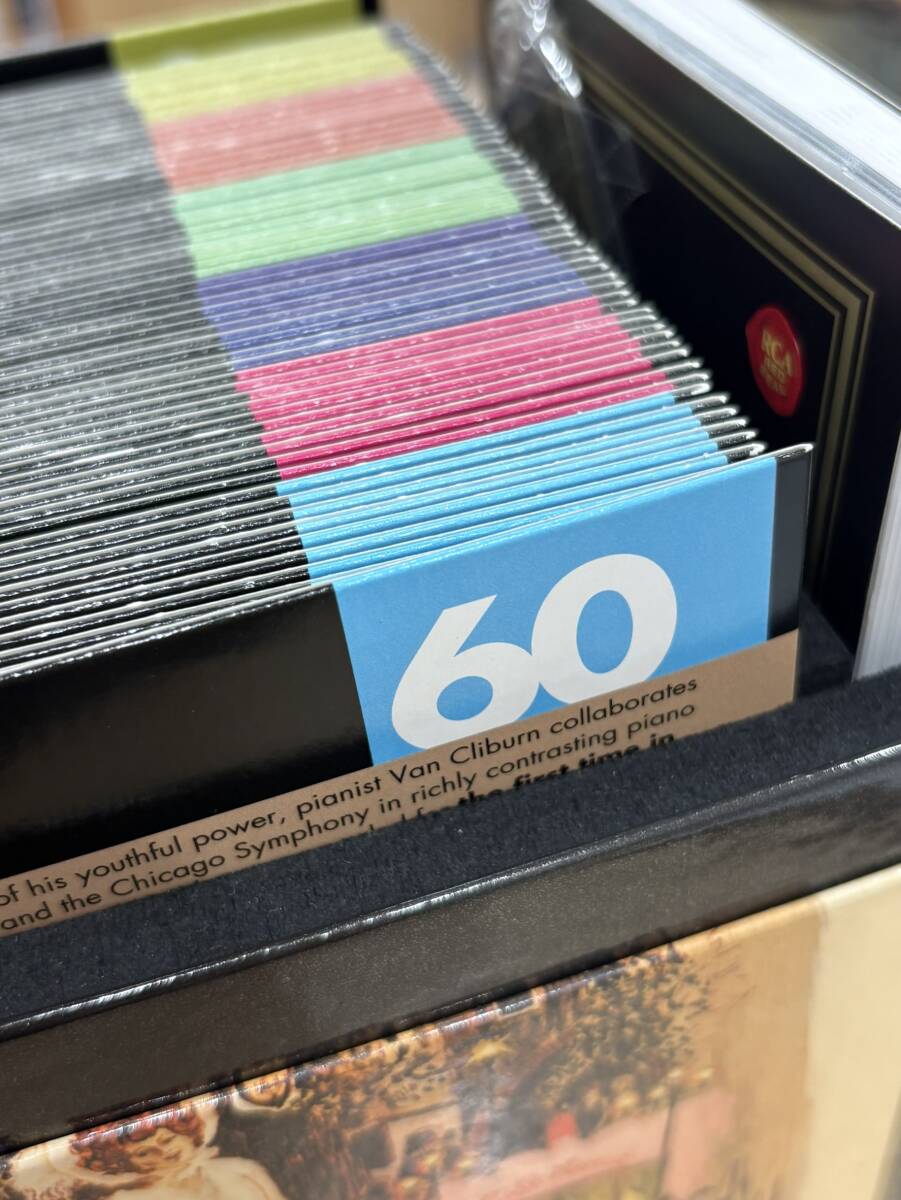 RCA
60
of his youthful power, pianist Van Cliburn collaborates
and the Chicago Symphony in richly contrasting piano
the first time in